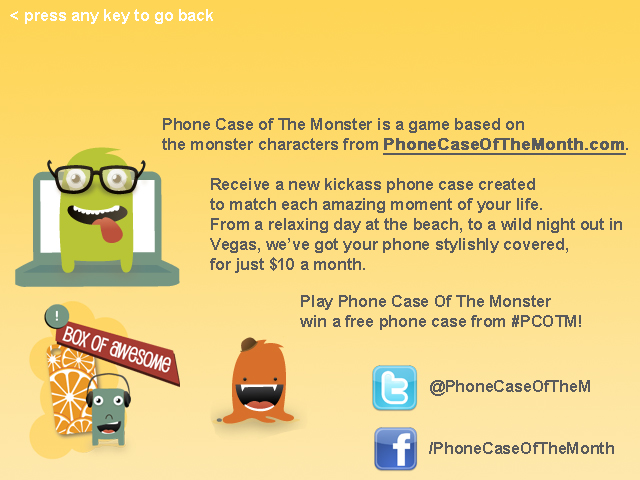 < press any key to go back
Phone Case of The Monster is a game based on
the monster characters from PhoneCaseOfTheMonth.com.
Receive a new kickass phone case created
to match each amazing moment of your life.
From a relaxing day at the beach, to a wild night out in
Vegas, we've got your phone stylishly covered,
for just $10 a month.
Play Phone Case Of The Monster
win a free phone case from #PCOTM!
!
BOX OF AWESOME
t
@PhoneCaseOfTheM
f
/PhoneCaseOfTheMonth